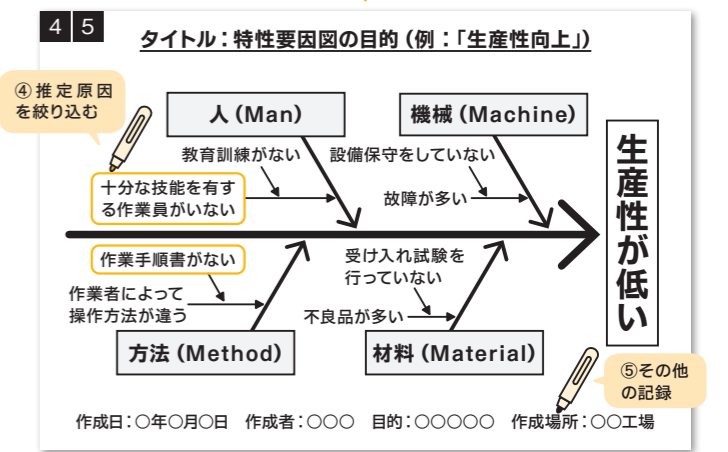 4 5
タイトル：特性要因図の目的（例：「生産性向上」）
④推定原因
を絞り込む
人（Man）
機械（Machine）
教育訓練がない
設備保守をしていない
十分な技能を有す
る作業員がいない
故障が多い
生産性が低い
作業手順書がない
受け入れ試験を
行っていない
作業者によって
操作方法が違う
不良品が多い
方法（Method）
材料（Material）
⑤その他
の記録
作成日：○年○月○日　作成者：○○○　目的：○○○○○　作成場所：○○工場